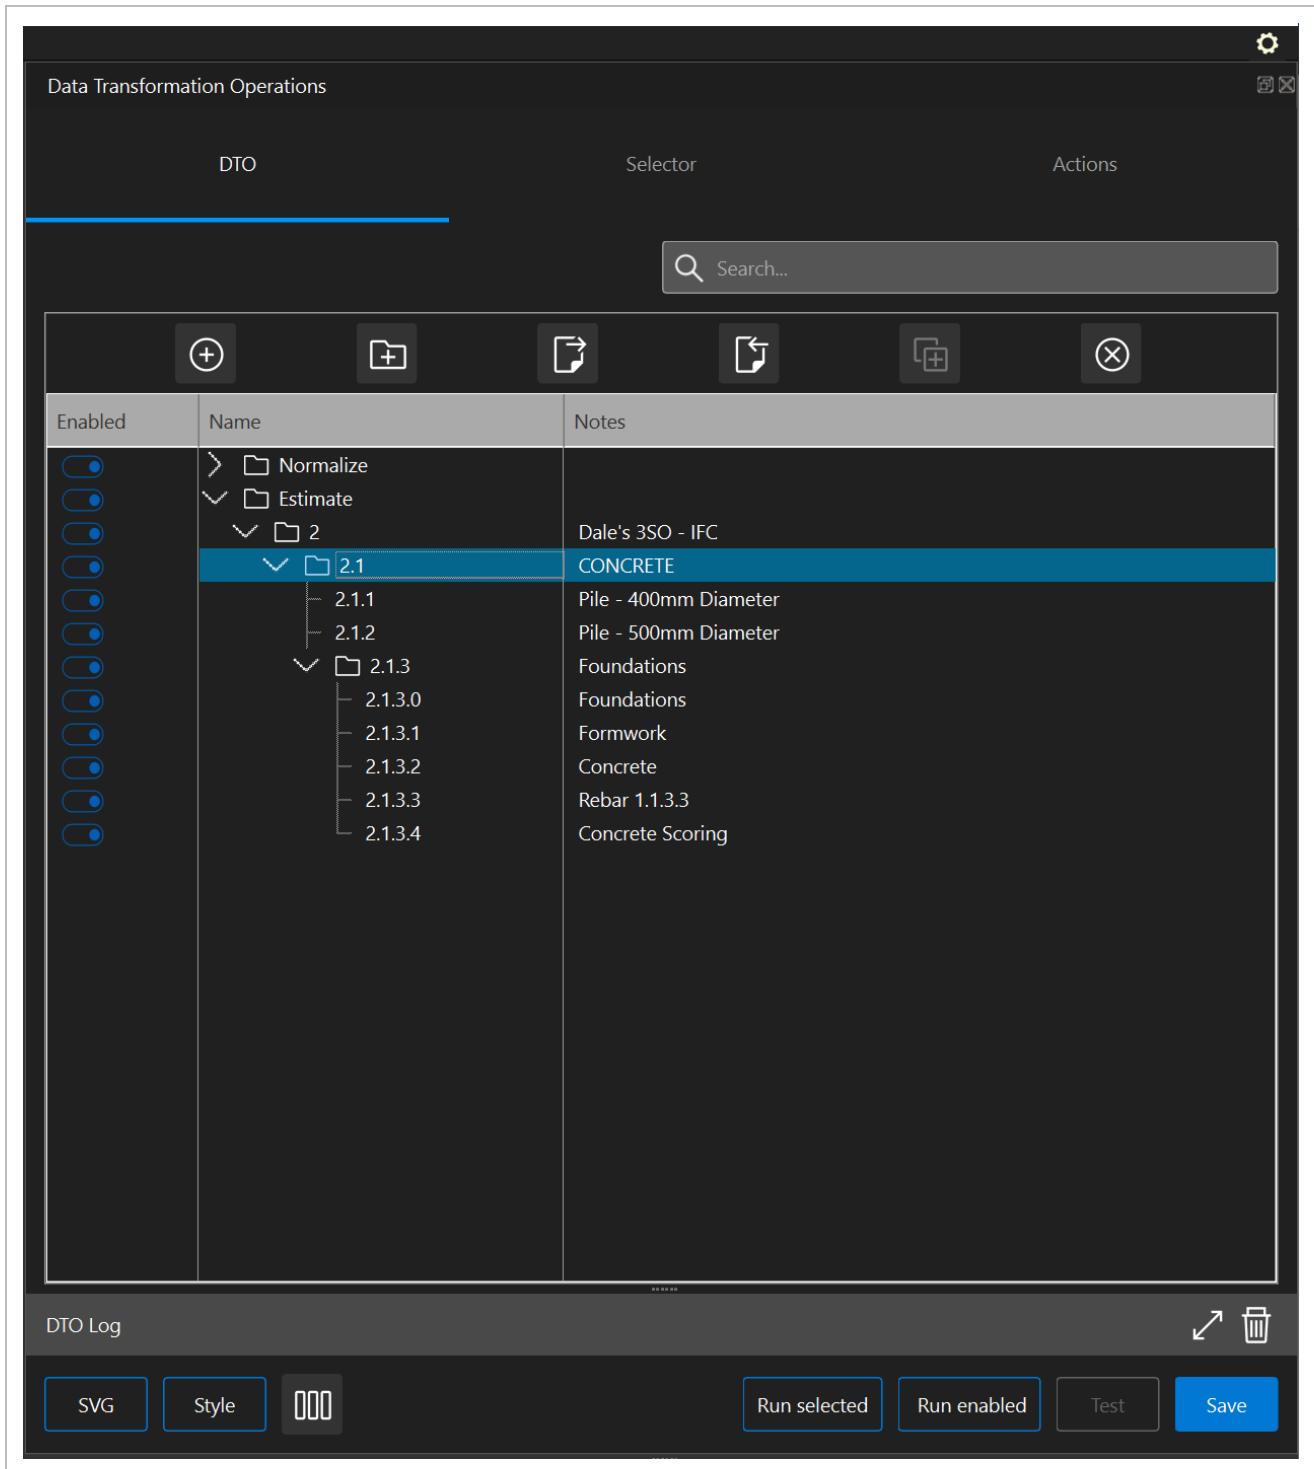 Data Transformation Operations
DTO Selector Actions
Search...
Enabled Name Notes
Normalize
Estimate
2 Dale's 3SO - IFC
2.1 CONCRETE
2.1.1 Pile - 400mm Diameter
2.1.2 Pile - 500mm Diameter
2.1.3 Foundations
2.1.3.0 Foundations
2.1.3.1 Formwork
2.1.3.2 Concrete
2.1.3.3 Rebar 1.1.3.3
2.1.3.4 Concrete Scoring
DTO Log
SVG Style Run selected Run enabled Test Save